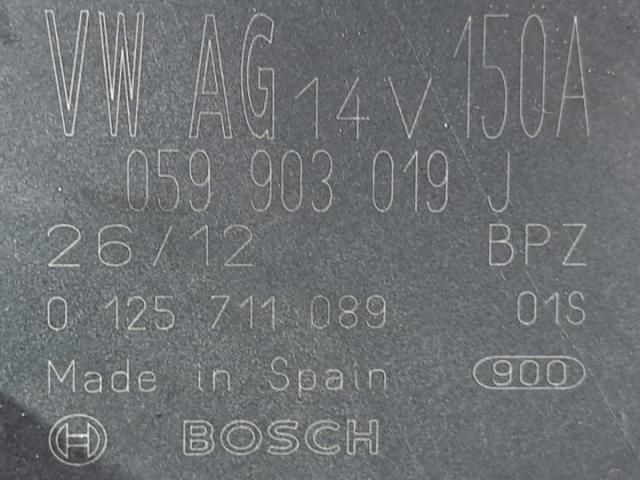 VW AG 14V 150A
059 903 019 J
26/12 BPZ
0 125 711 089 01S
Made in Spain 900
BOSCH